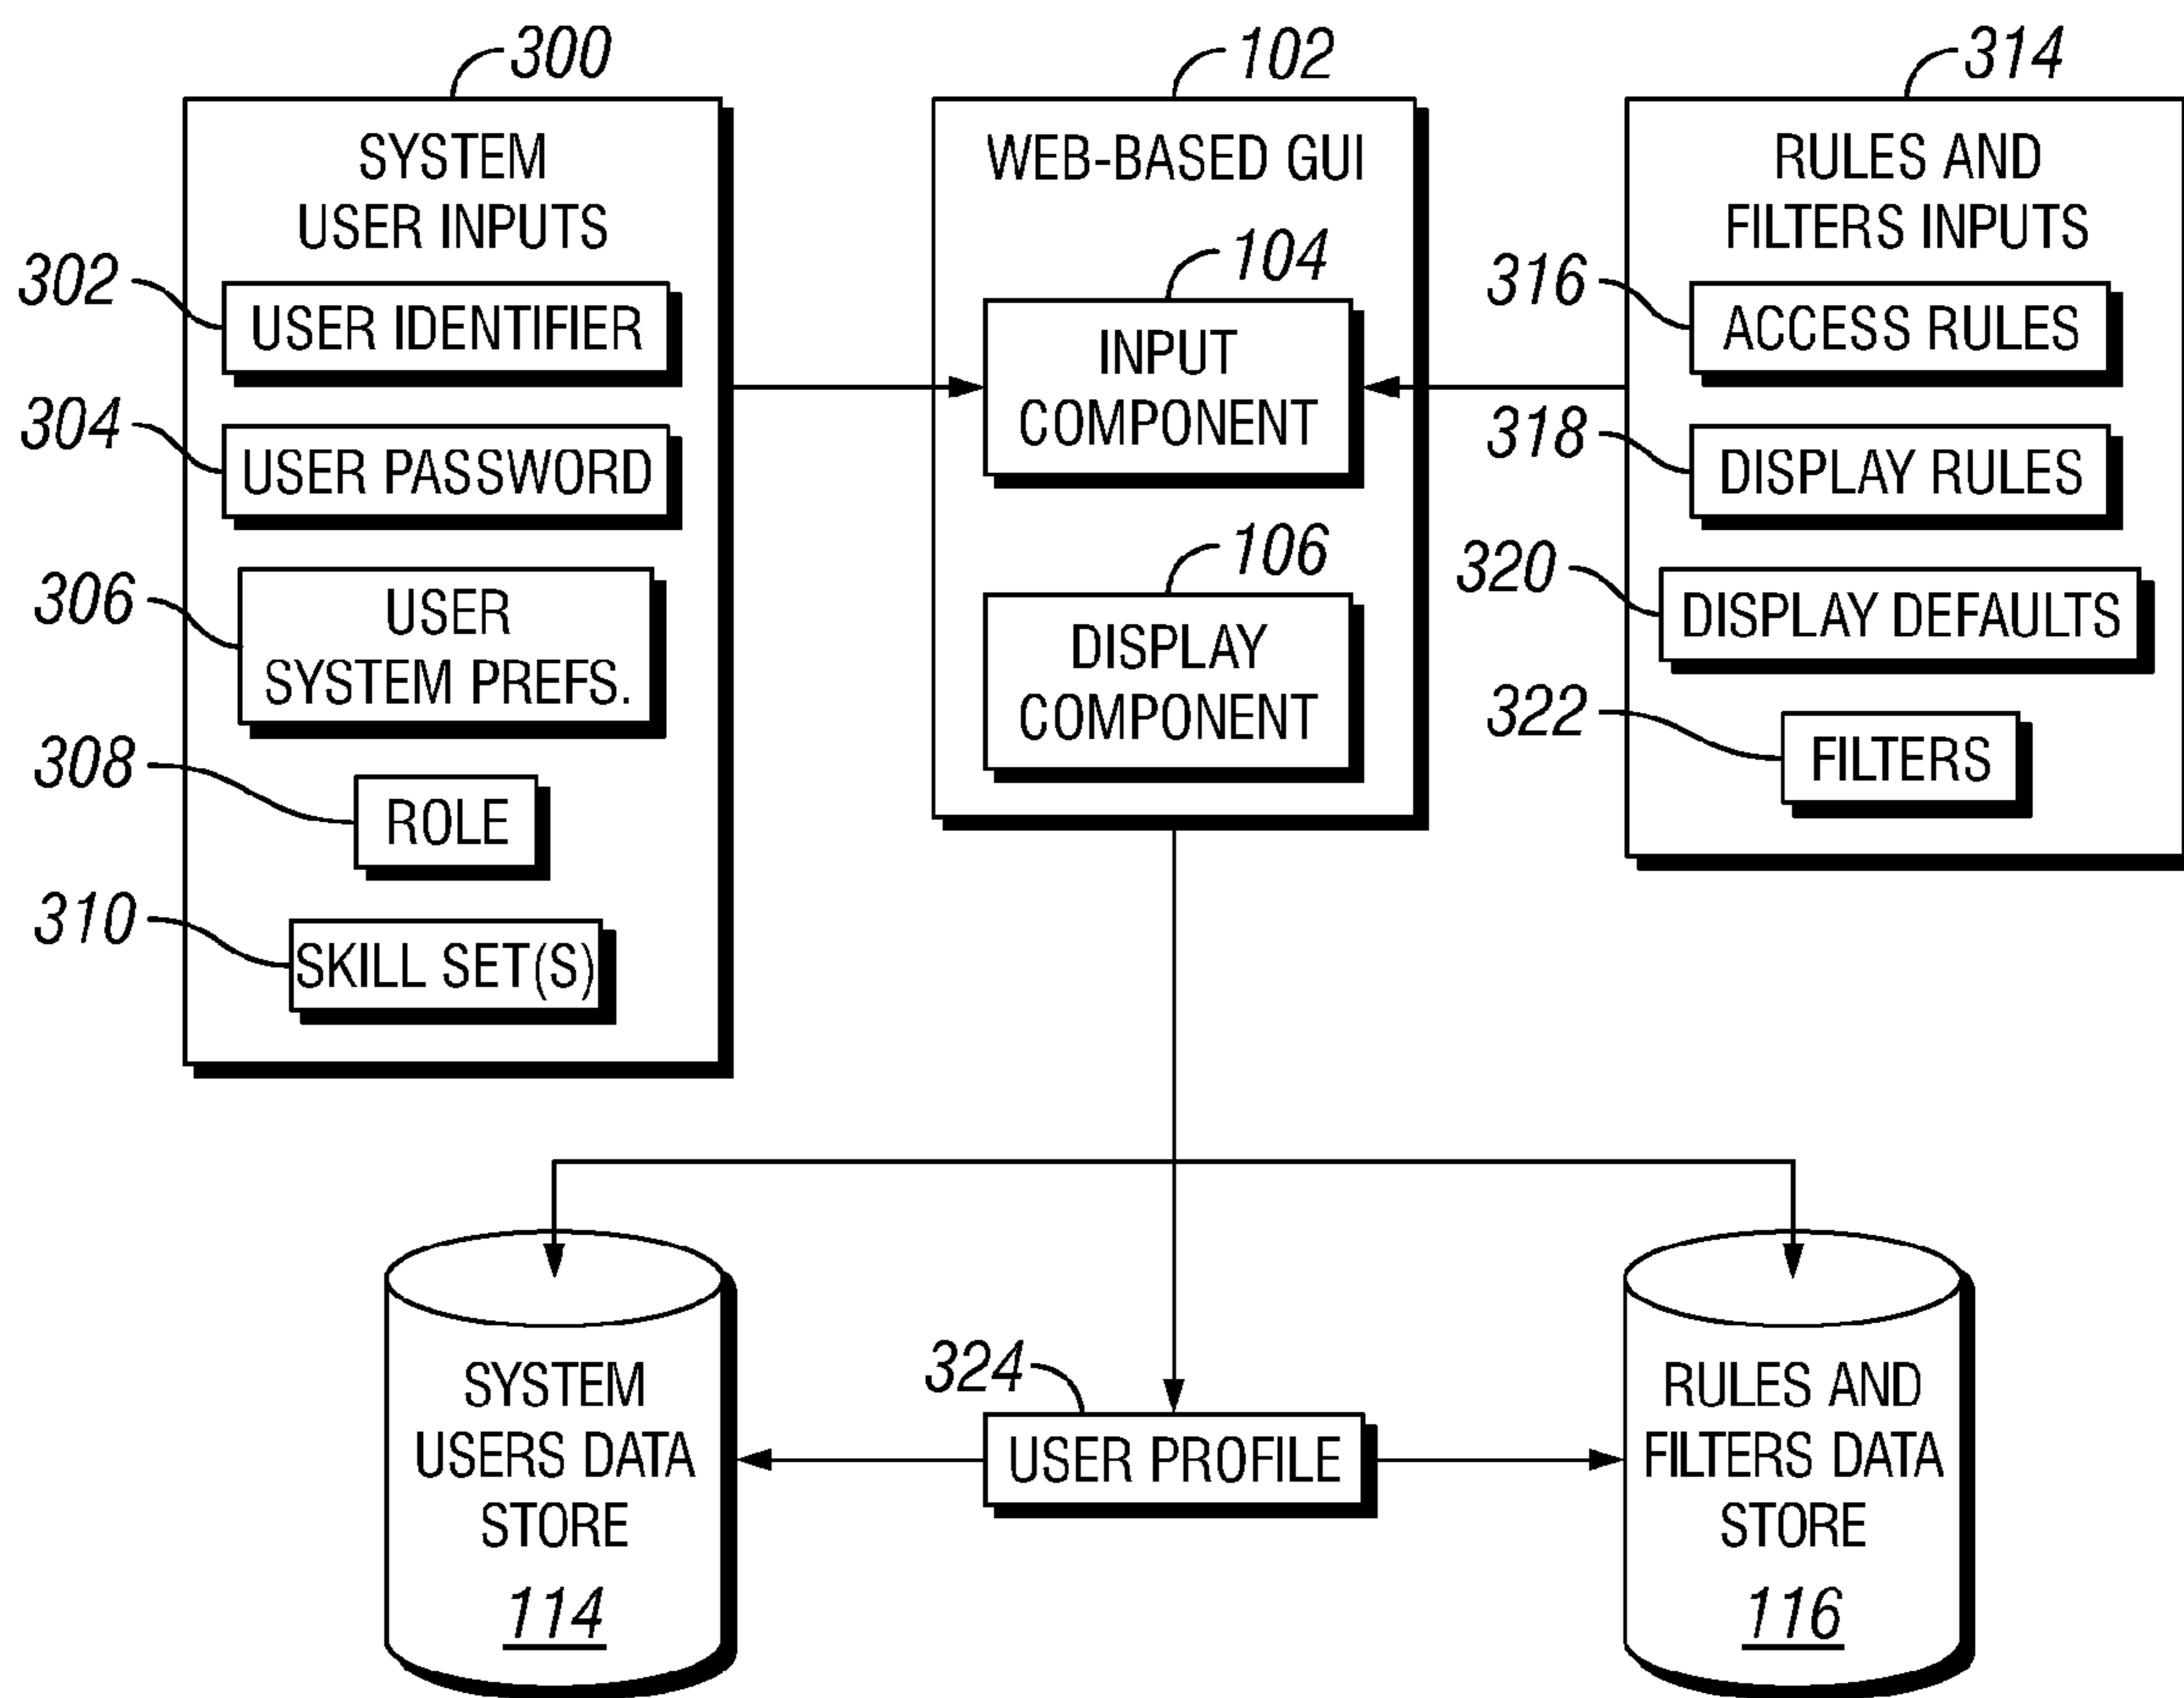 300
SYSTEM
USER INPUTS
302
USER IDENTIFIER
304
USER PASSWORD
306
USER
SYSTEM PREFS.
308
ROLE
310
SKILL SET(S)
102
WEB-BASED GUI
104
INPUT
COMPONENT
106
DISPLAY
COMPONENT
314
RULES AND
FILTERS INPUTS
316
ACCESS RULES
318
DISPLAY RULES
320
DISPLAY DEFAULTS
322
FILTERS
SYSTEM
USERS DATA
STORE
114
324
USER PROFILE
RULES AND
FILTERS DATA
STORE
116